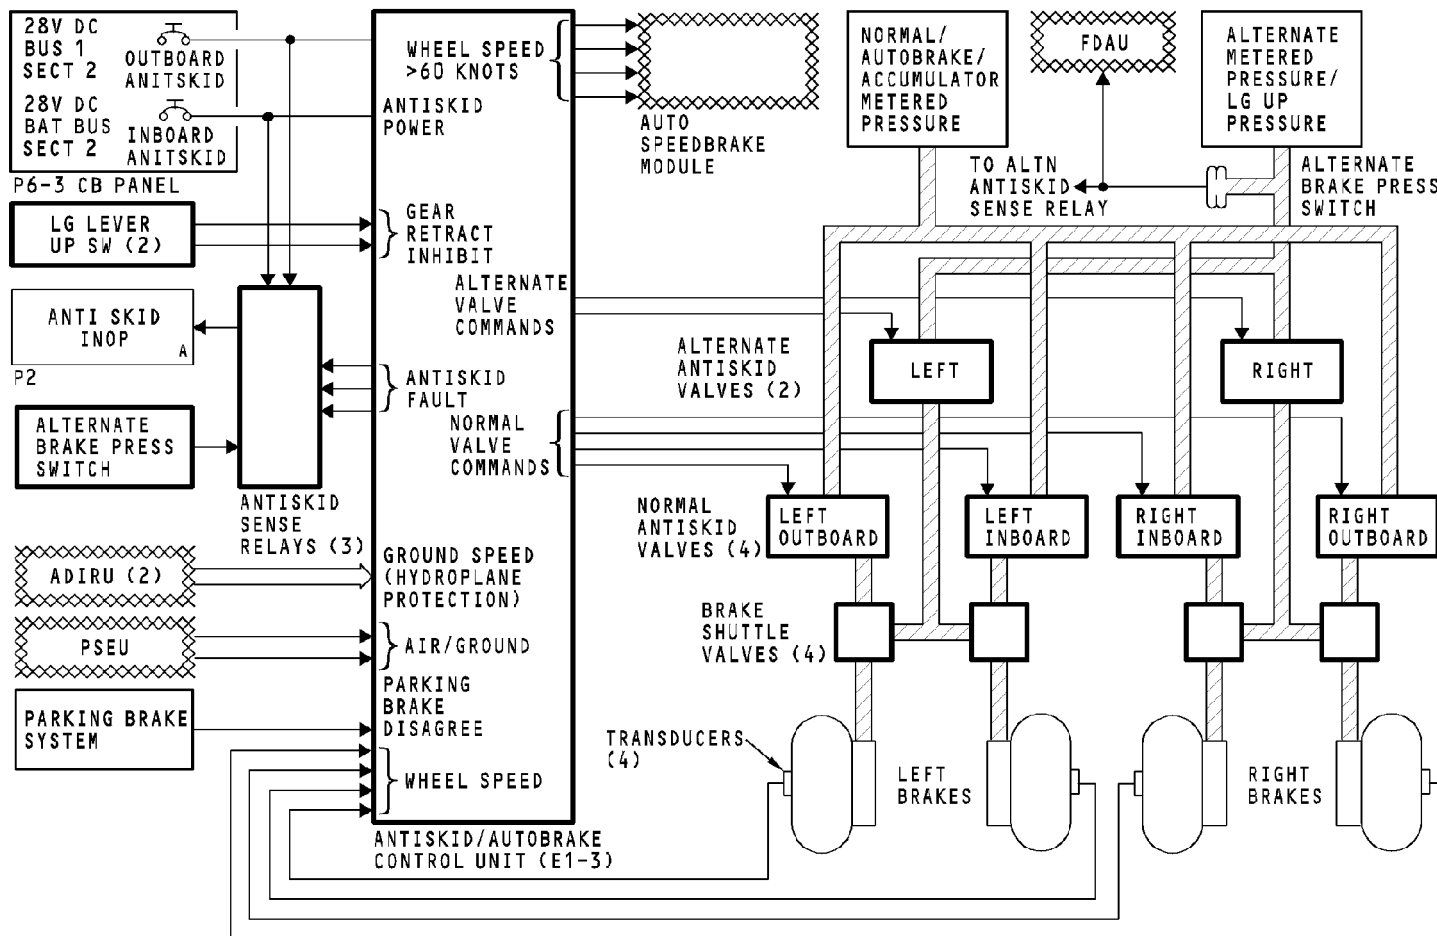 28V DC
BUS 1
SECT 2
OUTBOARD
ANITSKID
28V DC
BAT BUS
SECT 2
INBOARD
ANITSKID
P6-3 CB PANEL
LG LEVER
UP SW (2)
ANTI SKID
INOP
A
P2
ALTERNATE
BRAKE PRESS
SWITCH
ANTISKID
SENSE
RELAYS (3)
ADIRU (2)
PSEU
PARKING BRAKE
SYSTEM
WHEEL SPEED
>60 KNOTS
ANTISKID
POWER
GEAR
RETRACT
INHIBIT
ALTERNATE
VALVE
COMMANDS
ANTISKID
FAULT
NORMAL
VALVE
COMMANDS
GROUND SPEED
(HYDROPLANE
PROTECTION)
AIR/GROUND
PARKING
BRAKE
DISAGREE
WHEEL SPEED
ANTISKID/AUTOBRAKE
CONTROL UNIT (E1-3)
AUTO
SPEEDBRAKE
MODULE
NORMAL/
AUTOBRAKE/
ACCUMULATOR
METERED
PRESSURE
FDAU
ALTERNATE
METERED
PRESSURE/
LG UP
PRESSURE
TO ALTN
ANTISKID
SENSE RELAY
ALTERNATE
BRAKE PRESS
SWITCH
ALTERNATE
ANTISKID
VALVES (2)
LEFT
RIGHT
NORMAL
ANTISKID
VALVES (4)
LEFT
OUTBOARD
LEFT
INBOARD
RIGHT
INBOARD
RIGHT
OUTBOARD
BRAKE
SHUTTLE
VALVES (4)
TRANSDUCERS
(4)
LEFT
BRAKES
RIGHT
BRAKES